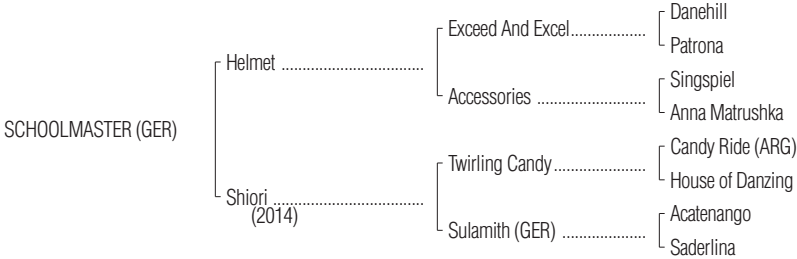 SCHOOLMASTER (GER)
Helmet ................................
Shiori ..................................
(2014)
Exceed And Excel.................
Accessories ........................
Twirling Candy.....................
Sulamith (GER) ...................
Danehill
Patrona
Singspiel
Anna Matrushka
Candy Ride (ARG)
House of Danzing
Acatenango
Saderlina